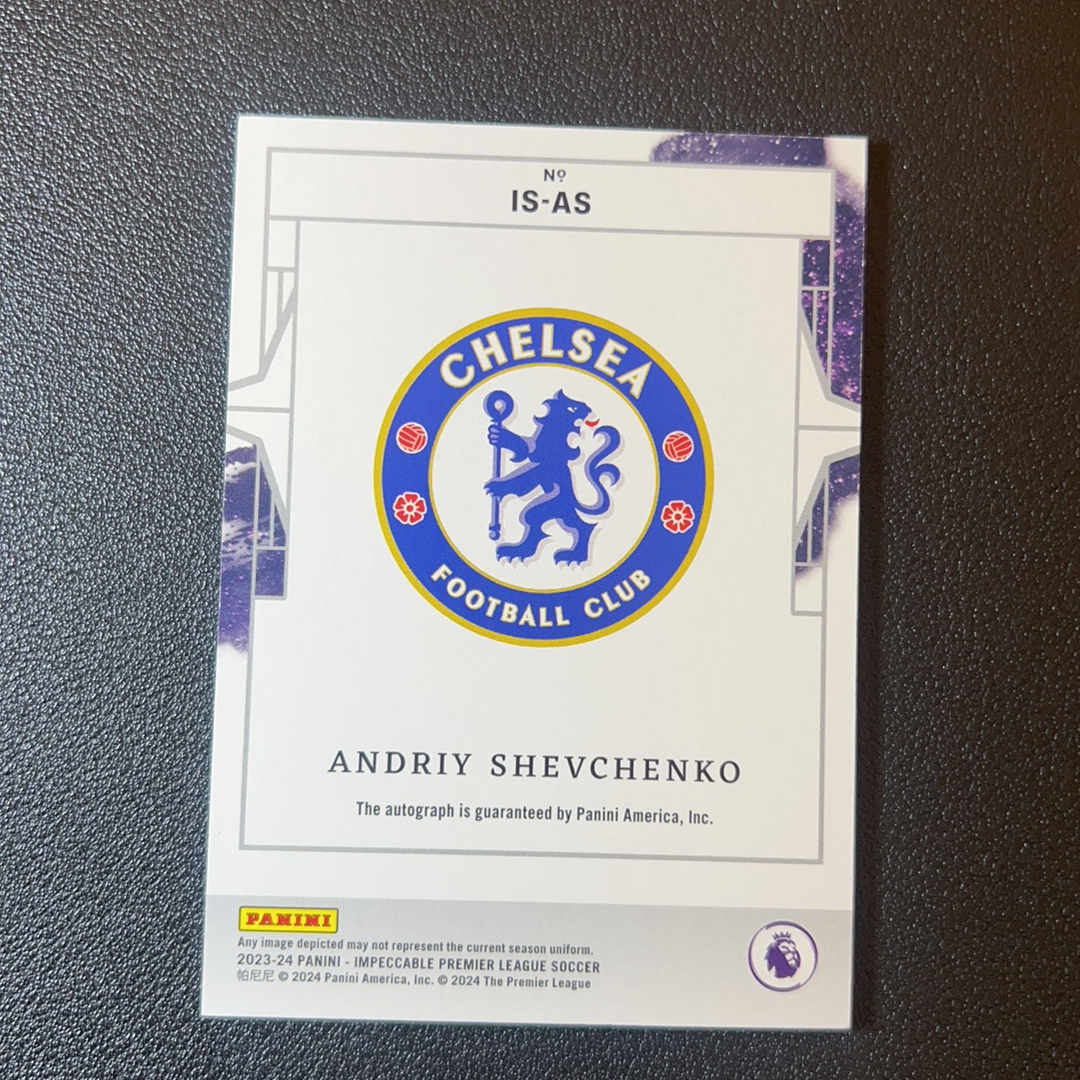 Nº
IS-AS
CHELSEA
FOOTBALL CLUB
ANDRIY SHEVCHENKO
The autograph is guaranteed by Panini America, Inc.
PANINI
Any image depicted may not represent the current season uniform.
2023-24 PANINI - IMPECCABLE PREMIER LEAGUE SOCCER
帕尼尼 © 2024 Panini America, Inc. © 2024 The Premier League